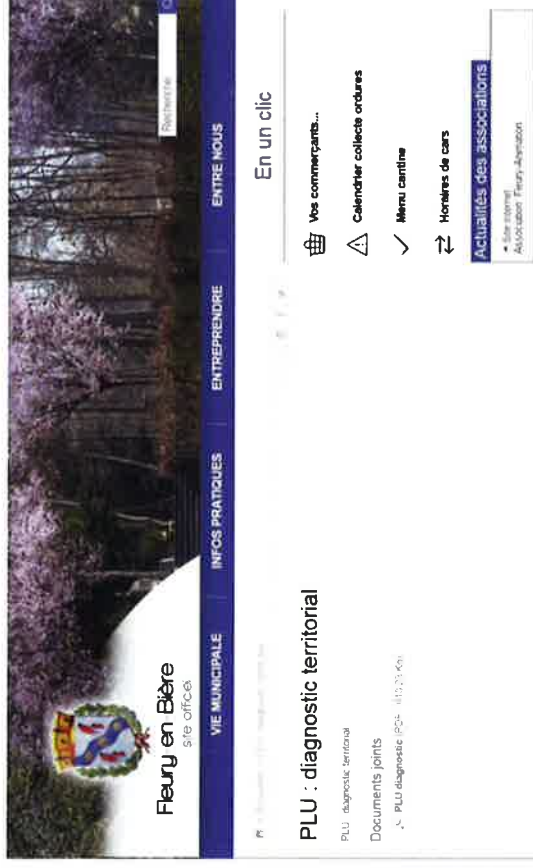 Recherche
Fleury en Bière
site officiel
VIE MUNICIPALE
INFOS PRATIQUES
ENTREPRENDRE
ENTRE NOUS
En un clic
PLU : diagnostic territorial
PLU : diagnostic territorial
Documents joints
PLU diagnostic (PDF
Vos commerçants...
Calendrier collecte ordures
Menu cantine
Horaires de cars
Actualités des associations
Site internet
Association Fleury-Animation